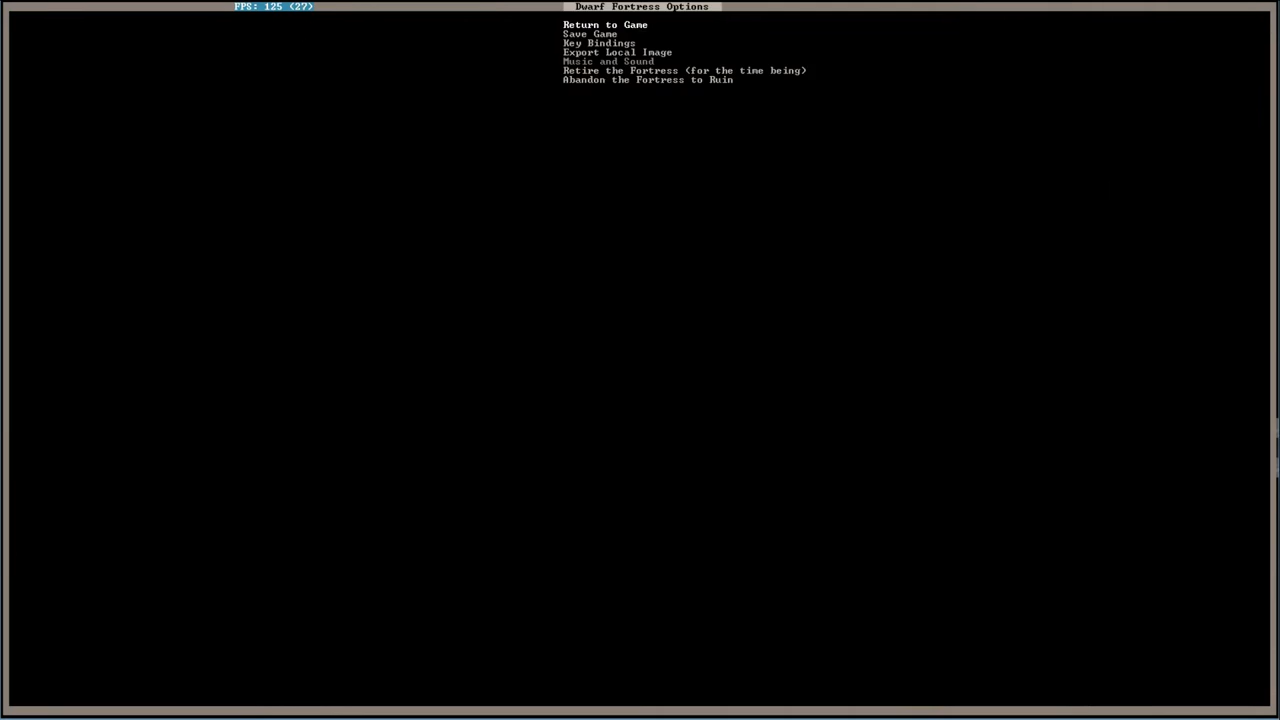 FPS: 125 (27)
Dwarf Fortress Options
Return to Game
Save Game
Key Bindings
Export Local Image
Music and Sound
Retire the Fortress (for the time being)
Abandon the Fortress to Ruin